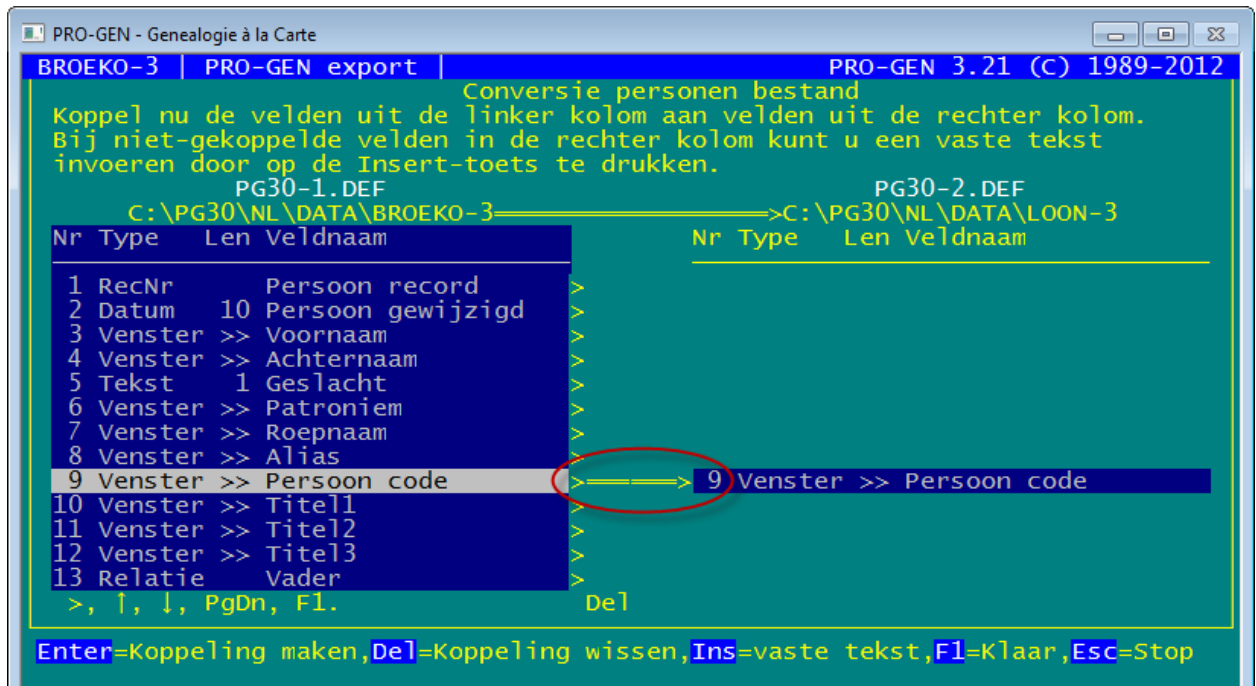 PRO-GEN - Genealogie à la Carte
BROEKO-3 | PRO-GEN export | PRO-GEN 3.21 (C) 1989-2012
Conversie personen bestand
Koppel nu de velden uit de linker kolom aan velden uit de rechter kolom.
Bij niet-gekoppelde velden in de rechter kolom kunt u een vaste tekst
invoeren door op de Insert-toets te drukken.
PG30-1.DEF PG30-2.DEF
C:\PG30\NL\DATA\BROEKO-3═══════════════>C:\PG30\NL\DATA\LOON-3
Nr Type Len Veldnaam Nr Type Len Veldnaam
1 RecNr Persoon record >
2 Datum 10 Persoon gewijzigd >
3 Venster >> Voornaam >
4 Venster >> Achternaam >
5 Tekst 1 Geslacht >
6 Venster >> Patroniem >
7 Venster >> Roepnaam >
8 Venster >> Alias >
9 Venster >> Persoon code >═════> 9 Venster >> Persoon code
10 Venster >> Titel1 >
11 Venster >> Titel2 >
12 Venster >> Titel3 >
13 Relatie Vader >
>, ↑, ↓, PgDn, F1. Del
Enter=Koppeling maken,Del=Koppeling wissen,Ins=vaste tekst,F1=Klaar,Esc=Stop